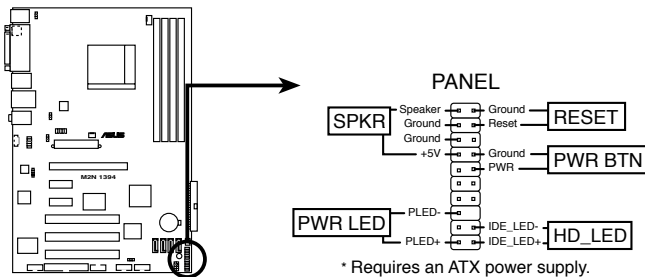 PANEL
SPKR
Speaker
Ground
Ground
+5V
Ground
Reset
RESET
Ground
PWR
PWR BTN
PWR LED
PLED-
PLED+
IDE_LED-
IDE_LED+
HD_LED
* Requires an ATX power supply.
ASUS
M2N 1394